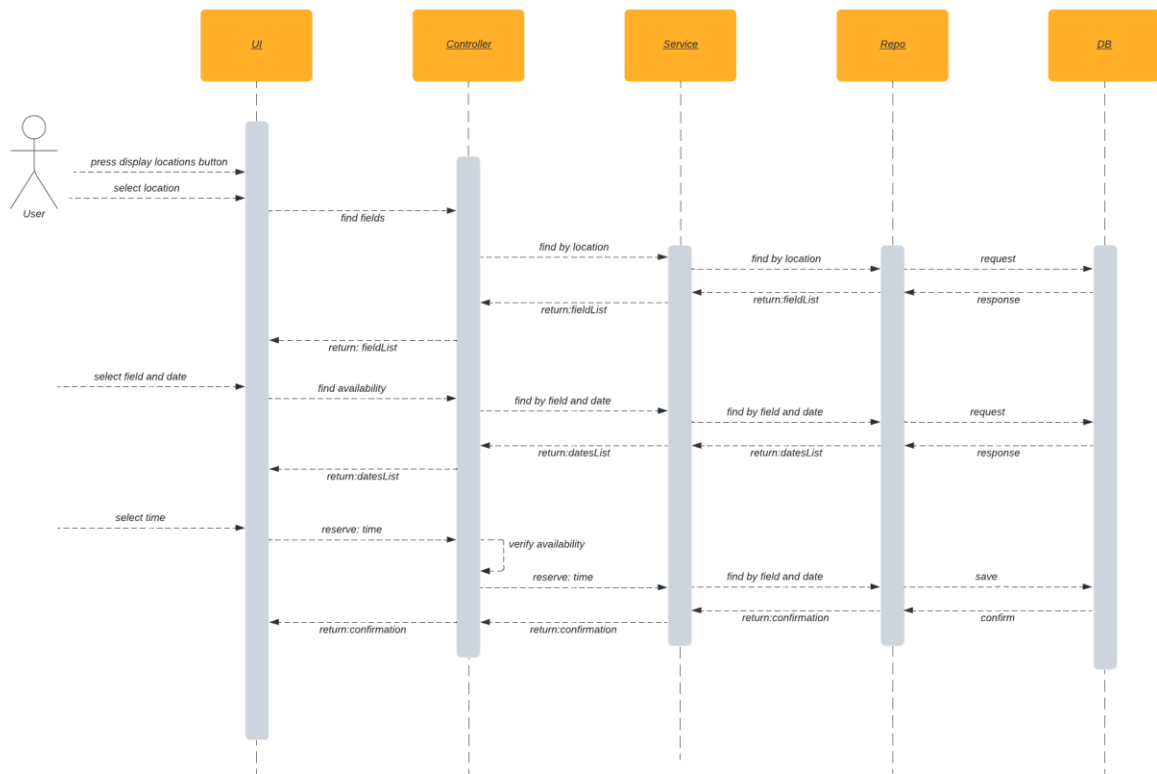 UI
Controller
Service
Repo
DB
press display locations button
select location
User
find fields
find by location
find by location
request
return:fieldList
response
return:fieldList
return: fieldList
select field and date
find availability
find by field and date
find by field and date
request
return:datesList
return:datesList
response
return:datesList
select time
reserve: time
verify availability
reserve: time
find by field and date
save
return:confirmation
return:confirmation
return:confirmation
confirm